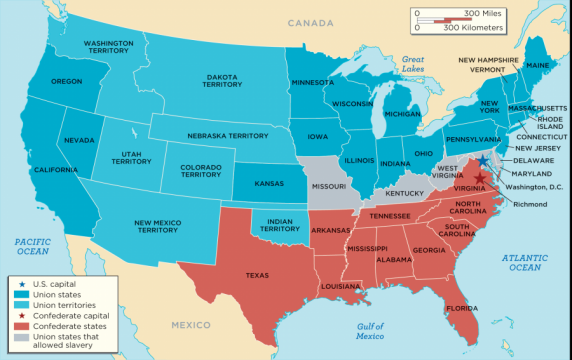 CANADA
0 300 Miles
0 300 Kilometers
WASHINGTON
TERRITORY
OREGON
DAKOTA
TERRITORY
MINNESOTA
Great
Lakes
NEW HAMPSHIRE
VERMONT
MAINE
WISCONSIN
MICHIGAN
NEW
YORK
MASSACHUSETTS
RHODE
ISLAND
CONNECTICUT
NEW JERSEY
DELAWARE
MARYLAND
Washington, D.C.
Richmond
NEVADA
CALIFORNIA
UTAH
TERRITORY
NEBRASKA TERRITORY
COLORADO
TERRITORY
IOWA
ILLINOIS
INDIANA
OHIO
PENNSYLVANIA
WEST
VIRGINIA
VIRGINIA
KANSAS
MISSOURI
KENTUCKY
NEW MEXICO
TERRITORY
INDIAN
TERRITORY
ARKANSAS
TENNESSEE
NORTH
CAROLINA
SOUTH
CAROLINA
TEXAS
LOUISIANA
MISSISSIPPI
ALABAMA
GEORGIA
FLORIDA
PACIFIC
OCEAN
ATLANTIC
OCEAN
MEXICO
Gulf of
Mexico
U.S. capital
Union states
Union territories
Confederate capital
Confederate states
Union states that
allowed slavery